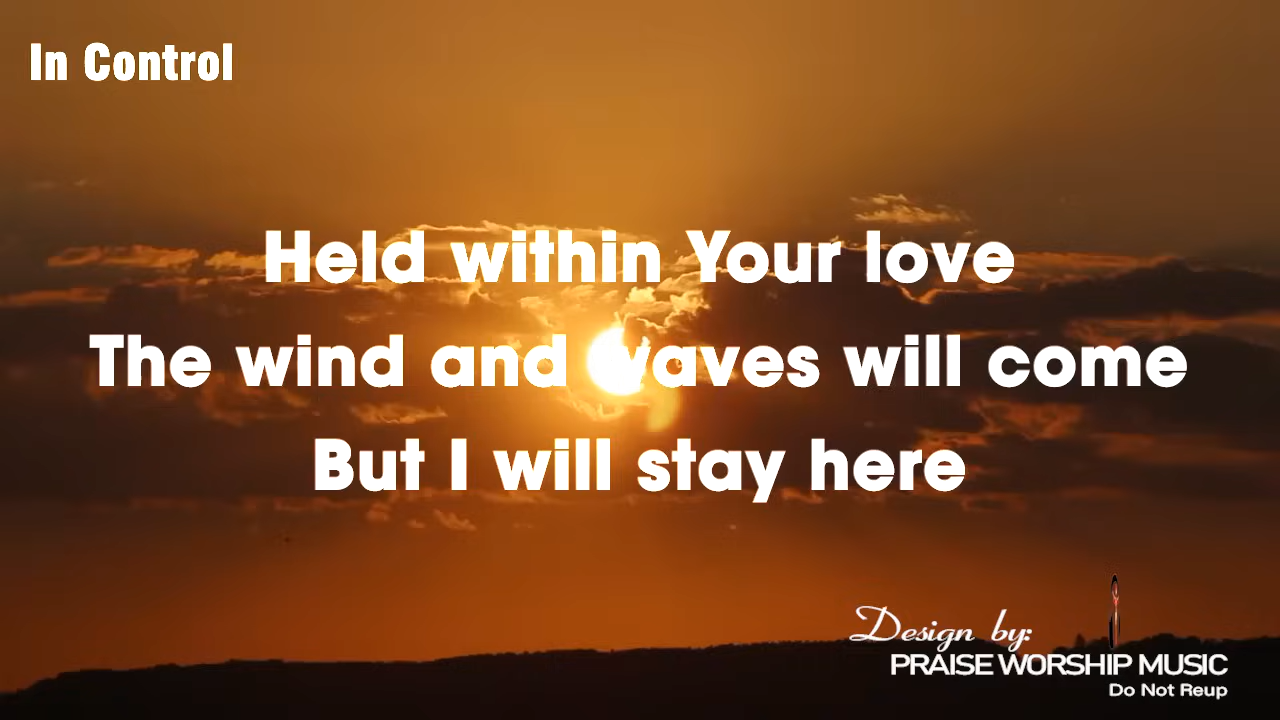 In Control
Held within Your love
The wind and waves will come
But I will stay here
Design by:
PRAISE WORSHIP MUSIC
Do Not Reup